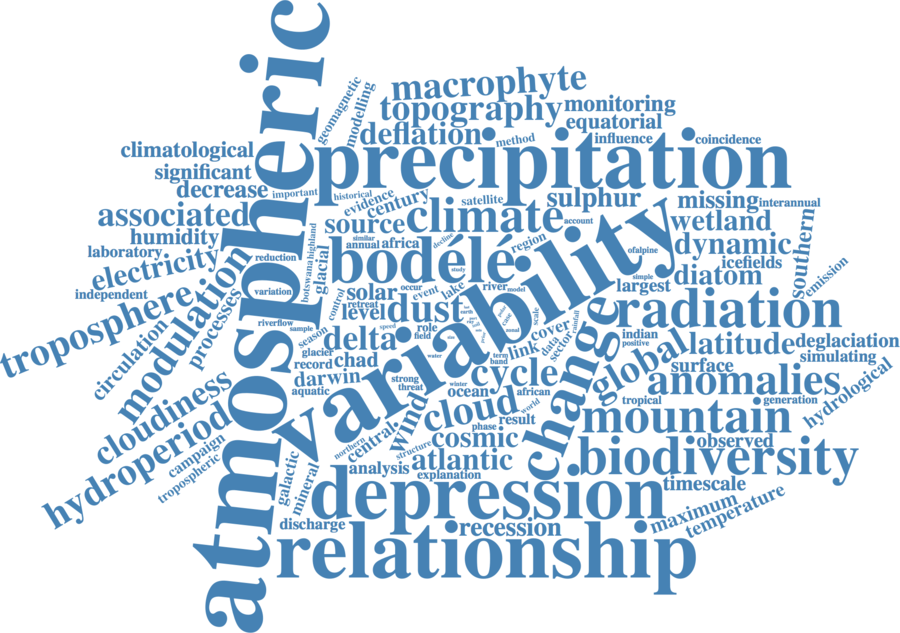 atmospheric
geomagnetic
modelling
macrophyte
topography
monitoring
deflation
equatorial
method
influence
coincidence
precipitation
climatological
significant
decrease
important
historical
evidence
century
satellite
sulphur
missing
interannual
associated
source
climate
account
wetland
humidity
highland
similar
annual
africa
decline
region
ofalpine
dynamic
southern
laboratory
electricity
reduction
botswana
glacial
bodélé
study
variability
icefields
emission
independent
variation
control
solar
occur
event
lake
river
model
simple
largest
diatom
troposphere
modulation
processes
retreat
level
dust
earth
scale
rainfall
radiation
circulation
riverflow
sample
season
delta
speed
role
field
case
annual
link
cover
data
sector
indian
positive
global
latitude
deglaciation
glacier
record
chad
water
term
band
change
surface
simulating
cloudiness
darwin
aquatic
strong
threat
winter
ocean
cycle
african
tropical
anomalies
generation
hydrological
hydroperiod
wind
cloud
result
world
phase
mountain
campaign
tropospheric
northern
central
structure
cosmic
observed
galactic
mineral
analysis
atlantic
explanation
biodiversity
depression
timescale
discharge
recession
maximum
temperature
relationship